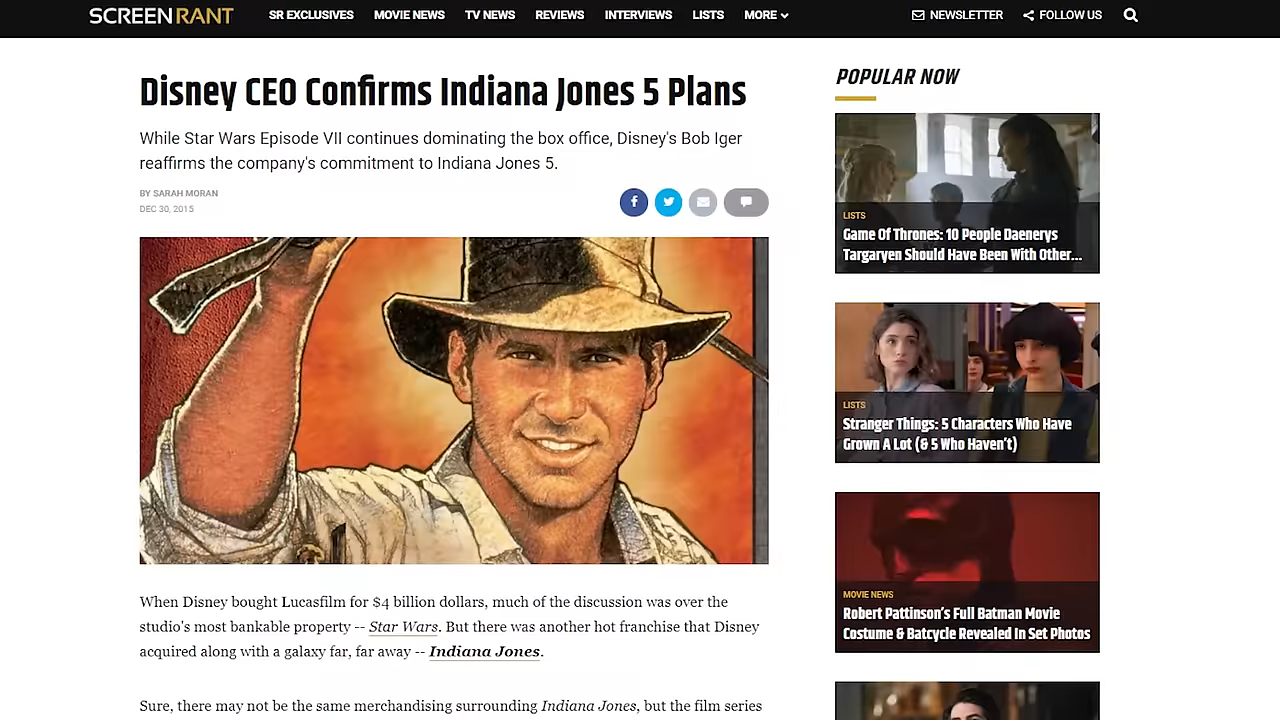 SCREENRANT
SR EXCLUSIVES MOVIE NEWS TV NEWS REVIEWS INTERVIEWS LISTS MORE
NEWSLETTER FOLLOW US
Disney CEO Confirms Indiana Jones 5 Plans
While Star Wars Episode VII continues dominating the box office, Disney's Bob Iger
reaffirms the company's commitment to Indiana Jones 5.
BY SARAH MORAN
DEC 30, 2015
When Disney bought Lucasfilm for $4 billion dollars, much of the discussion was over the
studio's most bankable property -- Star Wars. But there was another hot franchise that Disney
acquired along with a galaxy far, far away -- Indiana Jones.
Sure, there may not be the same merchandising surrounding Indiana Jones, but the film series
POPULAR NOW
LISTS
Game Of Thrones: 10 People Daenerys
Targaryen Should Have Been With Other...
LISTS
Stranger Things: 5 Characters Who Have
Grown A Lot (& 5 Who Haven't)
MOVIE NEWS
Robert Pattinson's Full Batman Movie
Costume & Batcycle Revealed In Set Photos